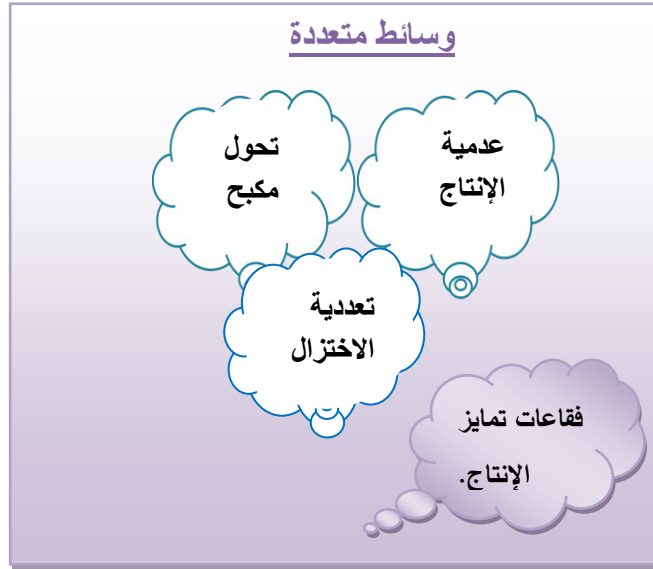 وسائط متعددة
عدمية
الإنتاج
تحول
مكبح
تعددية
الاختزال
فقاعات تمايز
الإنتاج.